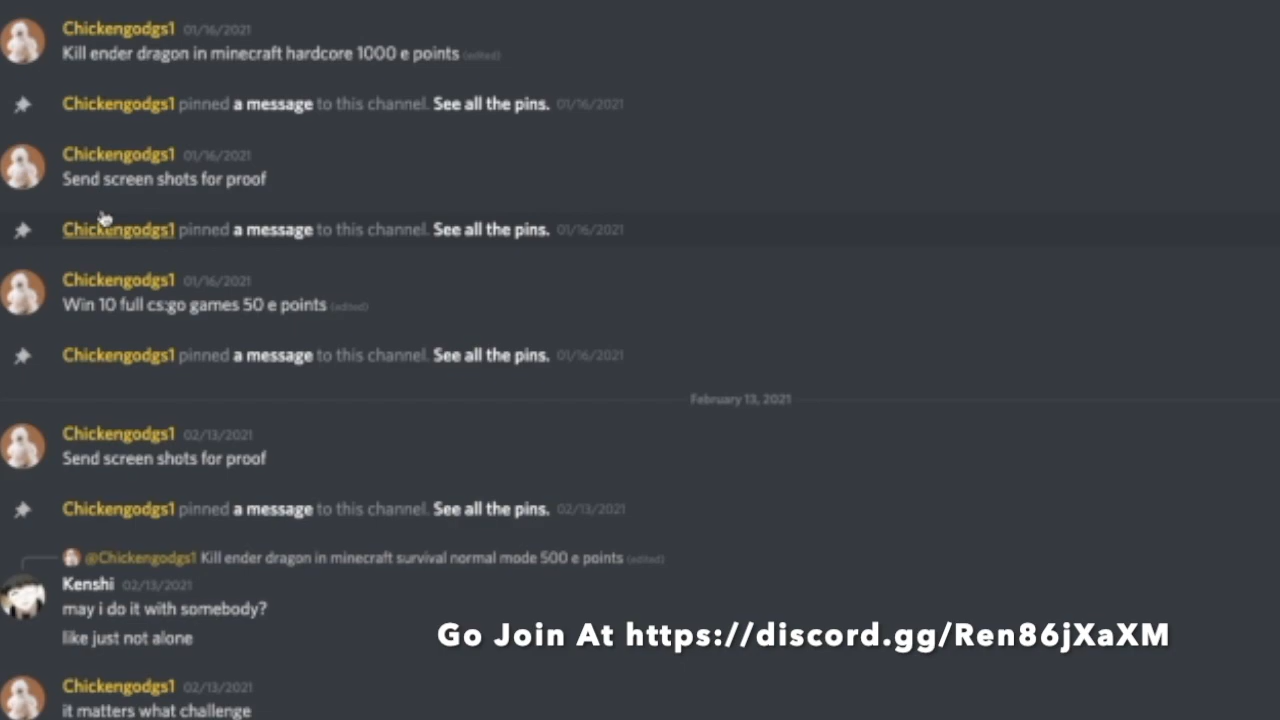 Chickengodgs1 01/16/2021
Kill ender dragon in minecraft hardcore 1000 e points (edited)
Chickengodgs1 pinned a message to this channel. See all the pins. 01/16/2021
Chickengodgs1 01/16/2021
Send screen shots for proof
Chickengodgs1 pinned a message to this channel. See all the pins. 01/16/2021
Chickengodgs1 01/16/2021
Win 10 full cs:go games 50 e points (edited)
Chickengodgs1 pinned a message to this channel. See all the pins. 01/16/2021
February 13, 2021
Chickengodgs1 02/13/2021
Send screen shots for proof
Chickengodgs1 pinned a message to this channel. See all the pins. 02/13/2021
@Chickengodgs1 Kill ender dragon in minecraft survival normal mode 500 e points (edited)
Kenshi 02/13/2021
may i do it with somebody?
like just not alone
Go Join At https://discord.gg/Ren86jXaXM
Chickengodgs1 02/13/2021
it matters what challenge